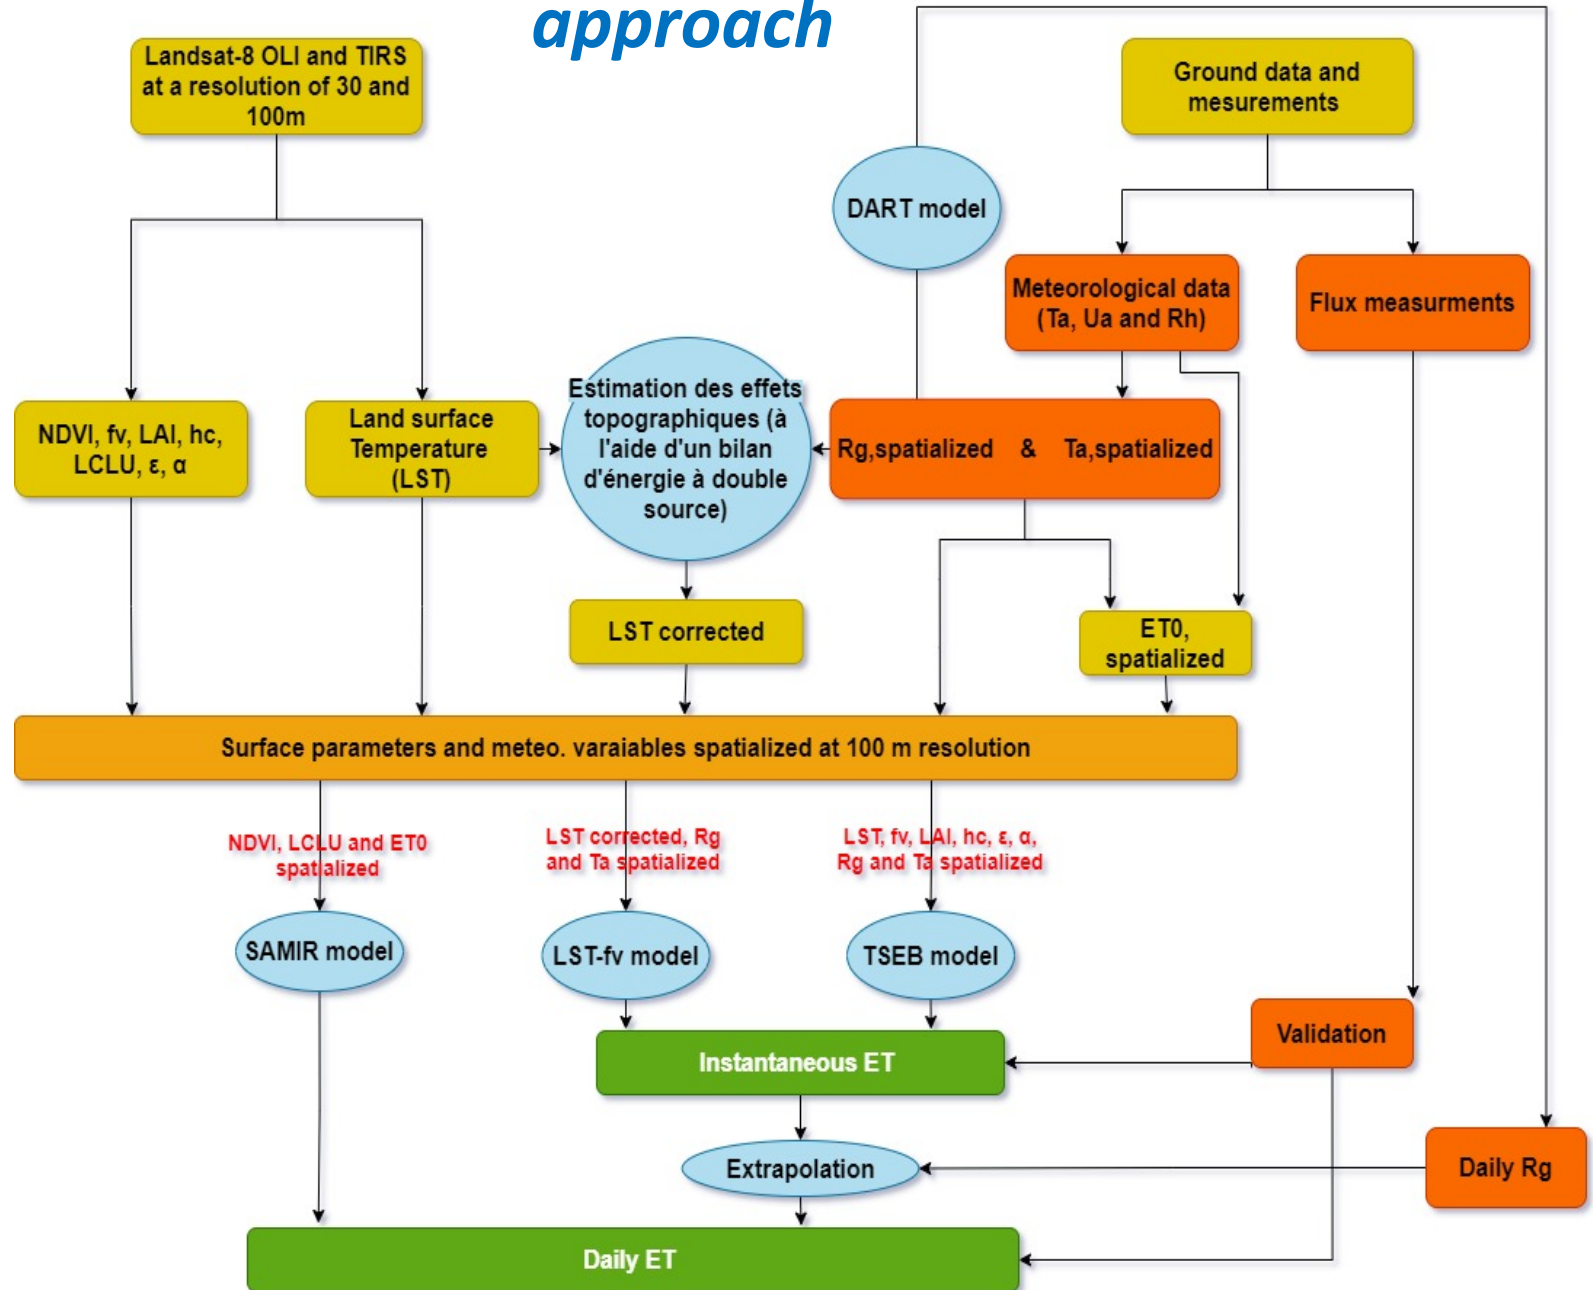 approach
Landsat-8 OLI and TIRS
at a resolution of 30 and
100m
Ground data and
mesurements
DART model
Meteorological data
(Ta, Ua and Rh)
Flux measurments
NDVI, fv, LAI, hc,
LCLU, ε, α
Land surface
Temperature
(LST)
Estimation des effets
topographiques (à
l'aide d'un bilan
d'énergie à double
source)
Rg,spatialized & Ta,spatialized
LST corrected
ET0,
spatialized
Surface parameters and meteo. varaiables spatialized at 100 m resolution
NDVI, LCLU and ET0
spatialized
LST corrected, Rg
and Ta spatialized
LST, fv, LAI, hc, ε, α,
Rg and Ta spatialized
SAMIR model
LST-fv model
TSEB model
Validation
Instantaneous ET
Extrapolation
Daily Rg
Daily ET